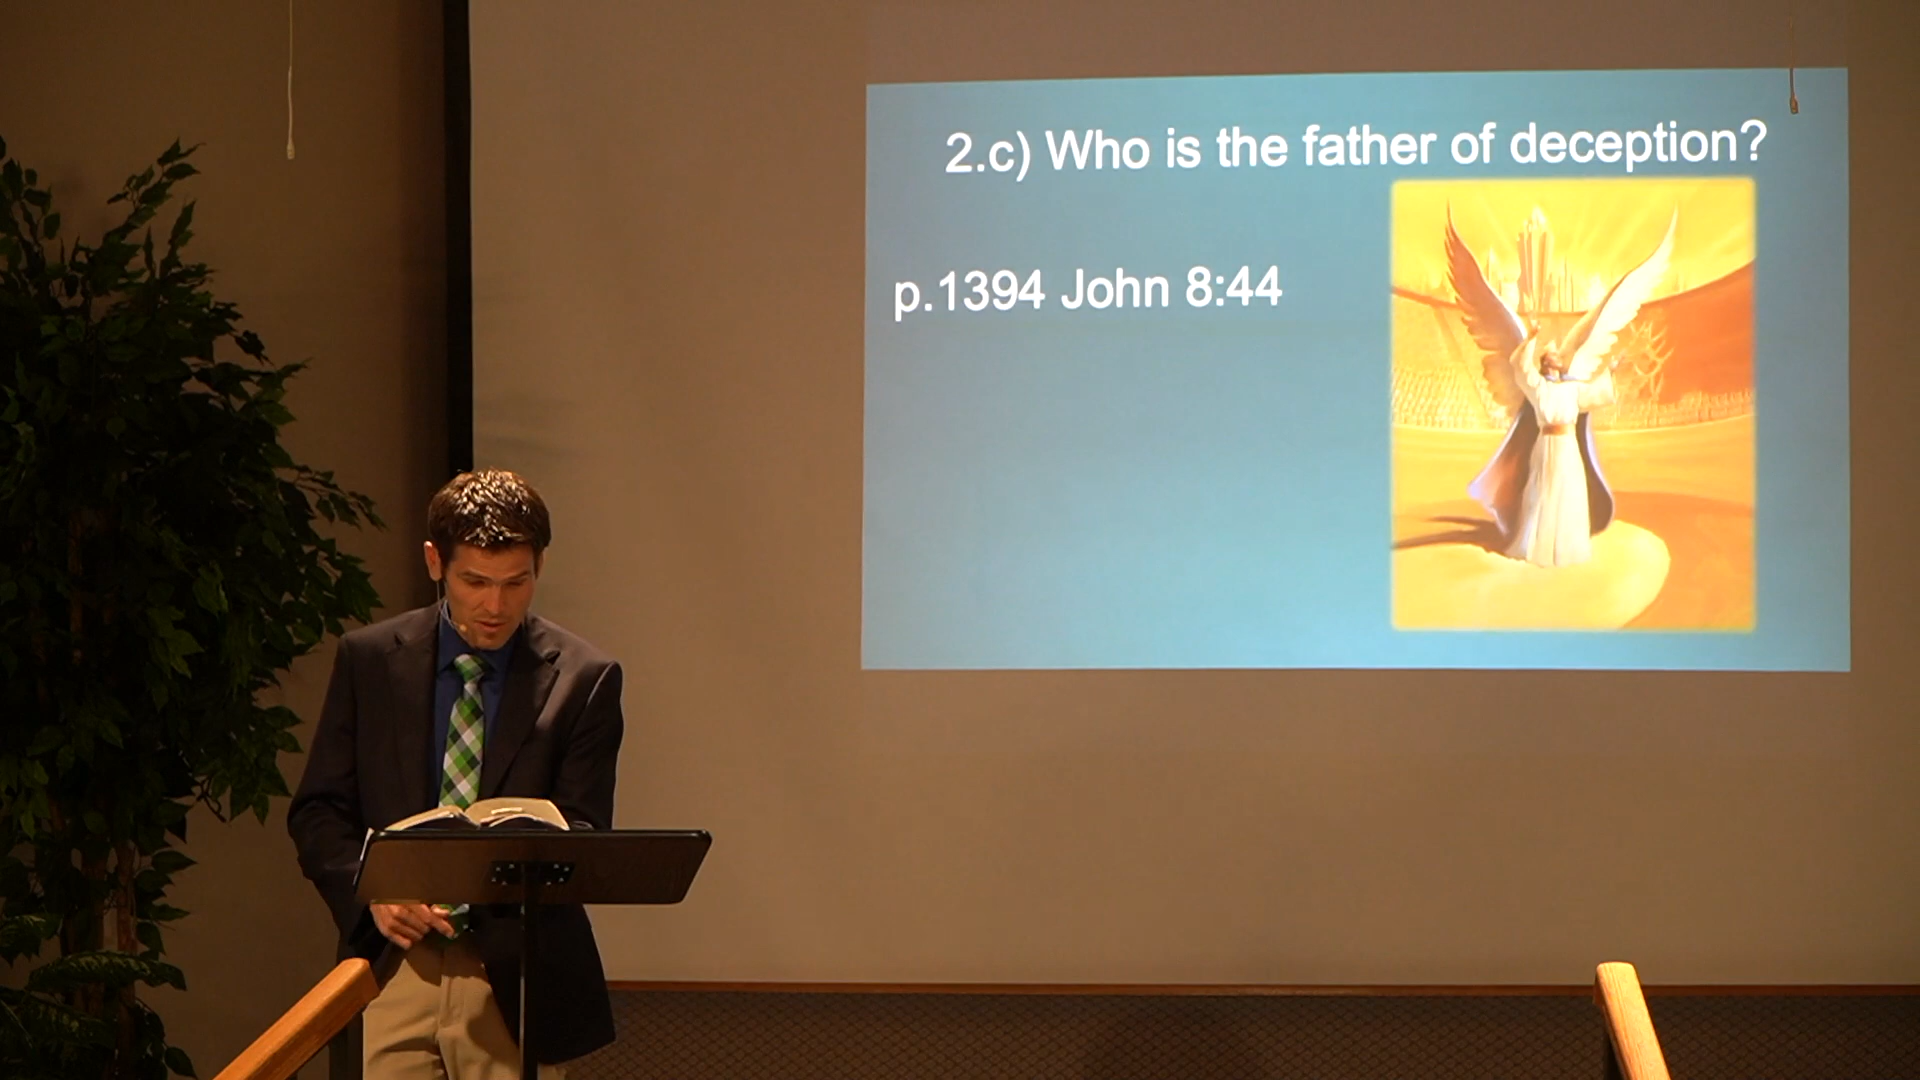 2.c) Who is the father of deception?
p.1394 John 8:44